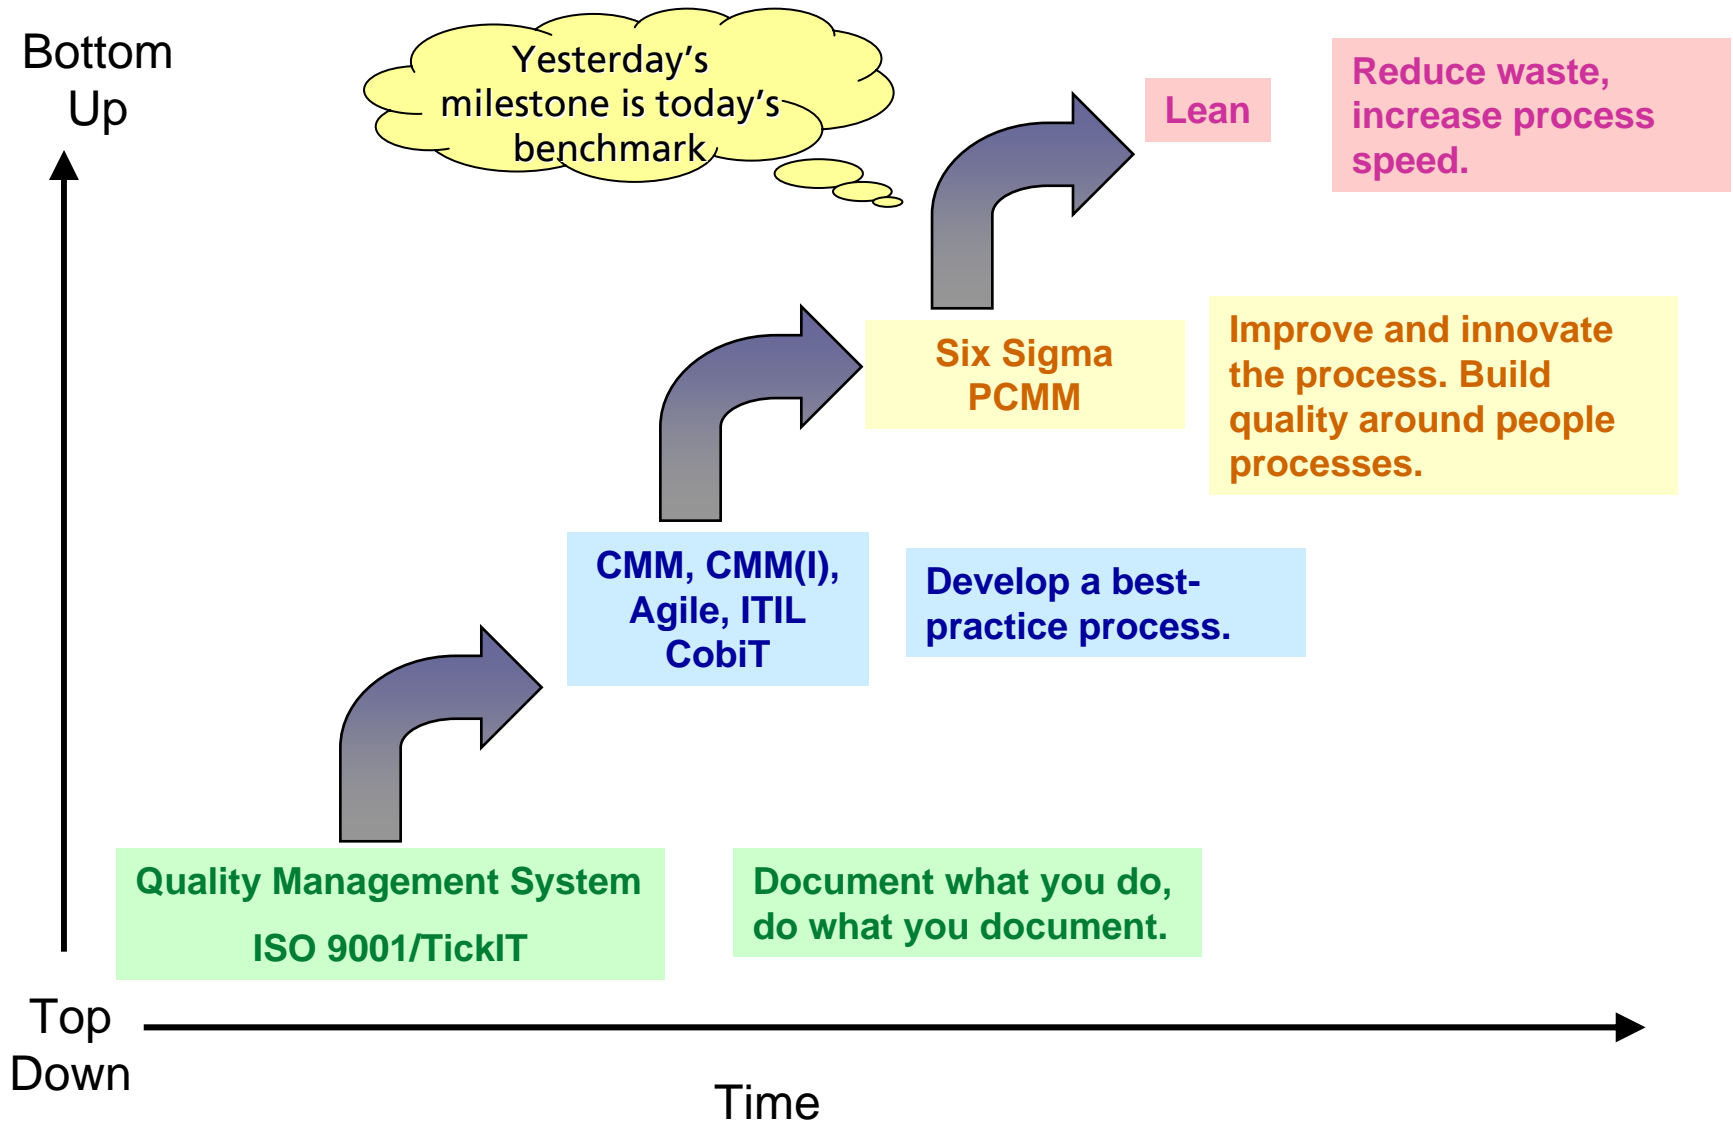 Bottom
Up
Yesterday's
milestone is today's
benchmark
Lean
Reduce waste,
increase process
speed.
Six Sigma
PCMM
Improve and innovate
the process. Build
quality around people
processes.
CMM, CMM(I),
Agile, ITIL
CobiT
Develop a best-
practice process.
Quality Management System
ISO 9001/TickIT
Document what you do,
do what you document.
Top
Down
Time